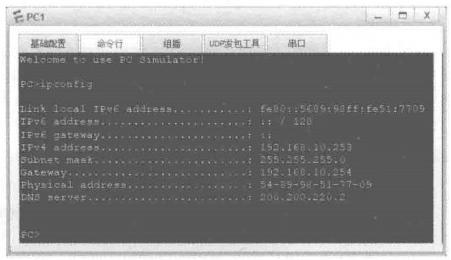 PC1
基础配置 命令行 组播 UDP发包工具 串口
Welcome to use PC Simulator!
PC>ipconfig
Link local IPv6 address...........: fe80::5689:98ff:fe51:7709
IPv6 address......................: :: / 128
IPv6 gateway......................: ::
IPv4 address......................: 192.168.10.253
Subnet mask.......................: 255.255.255.0
Gateway...........................: 192.168.10.254
Physical address..................: 54-89-98-51-77-09
DNS server........................: 200.200.220.2
PC>